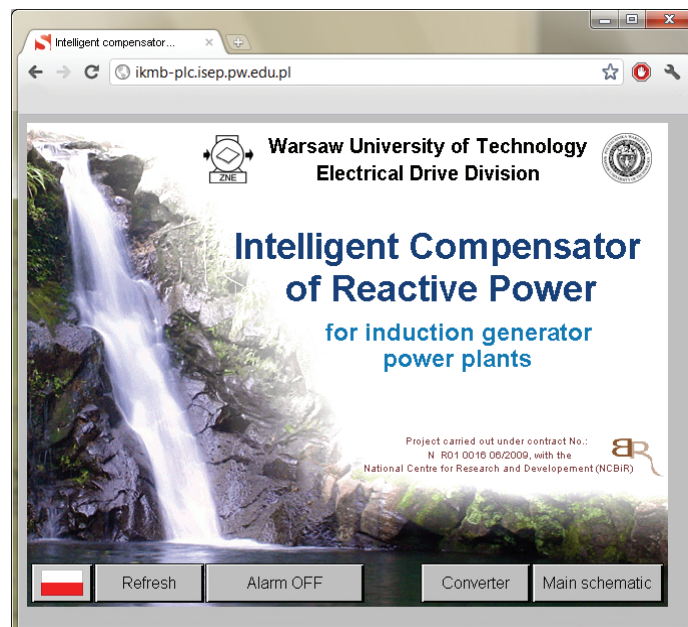 Intelligent compensator...
ikmb-plc.isep.pw.edu.pl
Warsaw University of Technology
Electrical Drive Division
ZNE
Intelligent Compensator
of Reactive Power
for induction generator
power plants
Project carried out under contract No.:
N R01 0016 06/2009, with the
National Centre for Research and Developement (NCBiR)
BR
Refresh
Alarm OFF
Converter
Main schematic